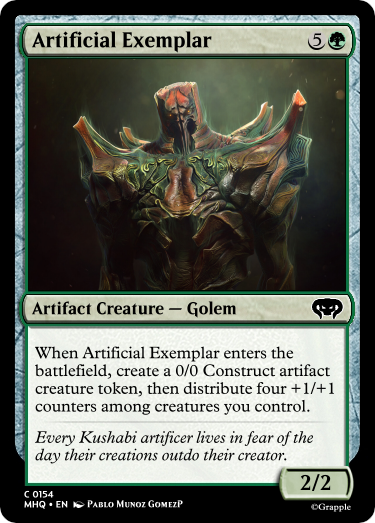 Artificial Exemplar 5
Artifact Creature — Golem
When Artificial Exemplar enters the
battlefield, create a 0/0 Construct artifact
creature token, then distribute four +1/+1
counters among creatures you control.
Every Kushabi artificer lives in fear of the
day their creations outdo their creator.
2/2
C 0154
MHQ • EN Pablo Munoz GomezP
©Grapple